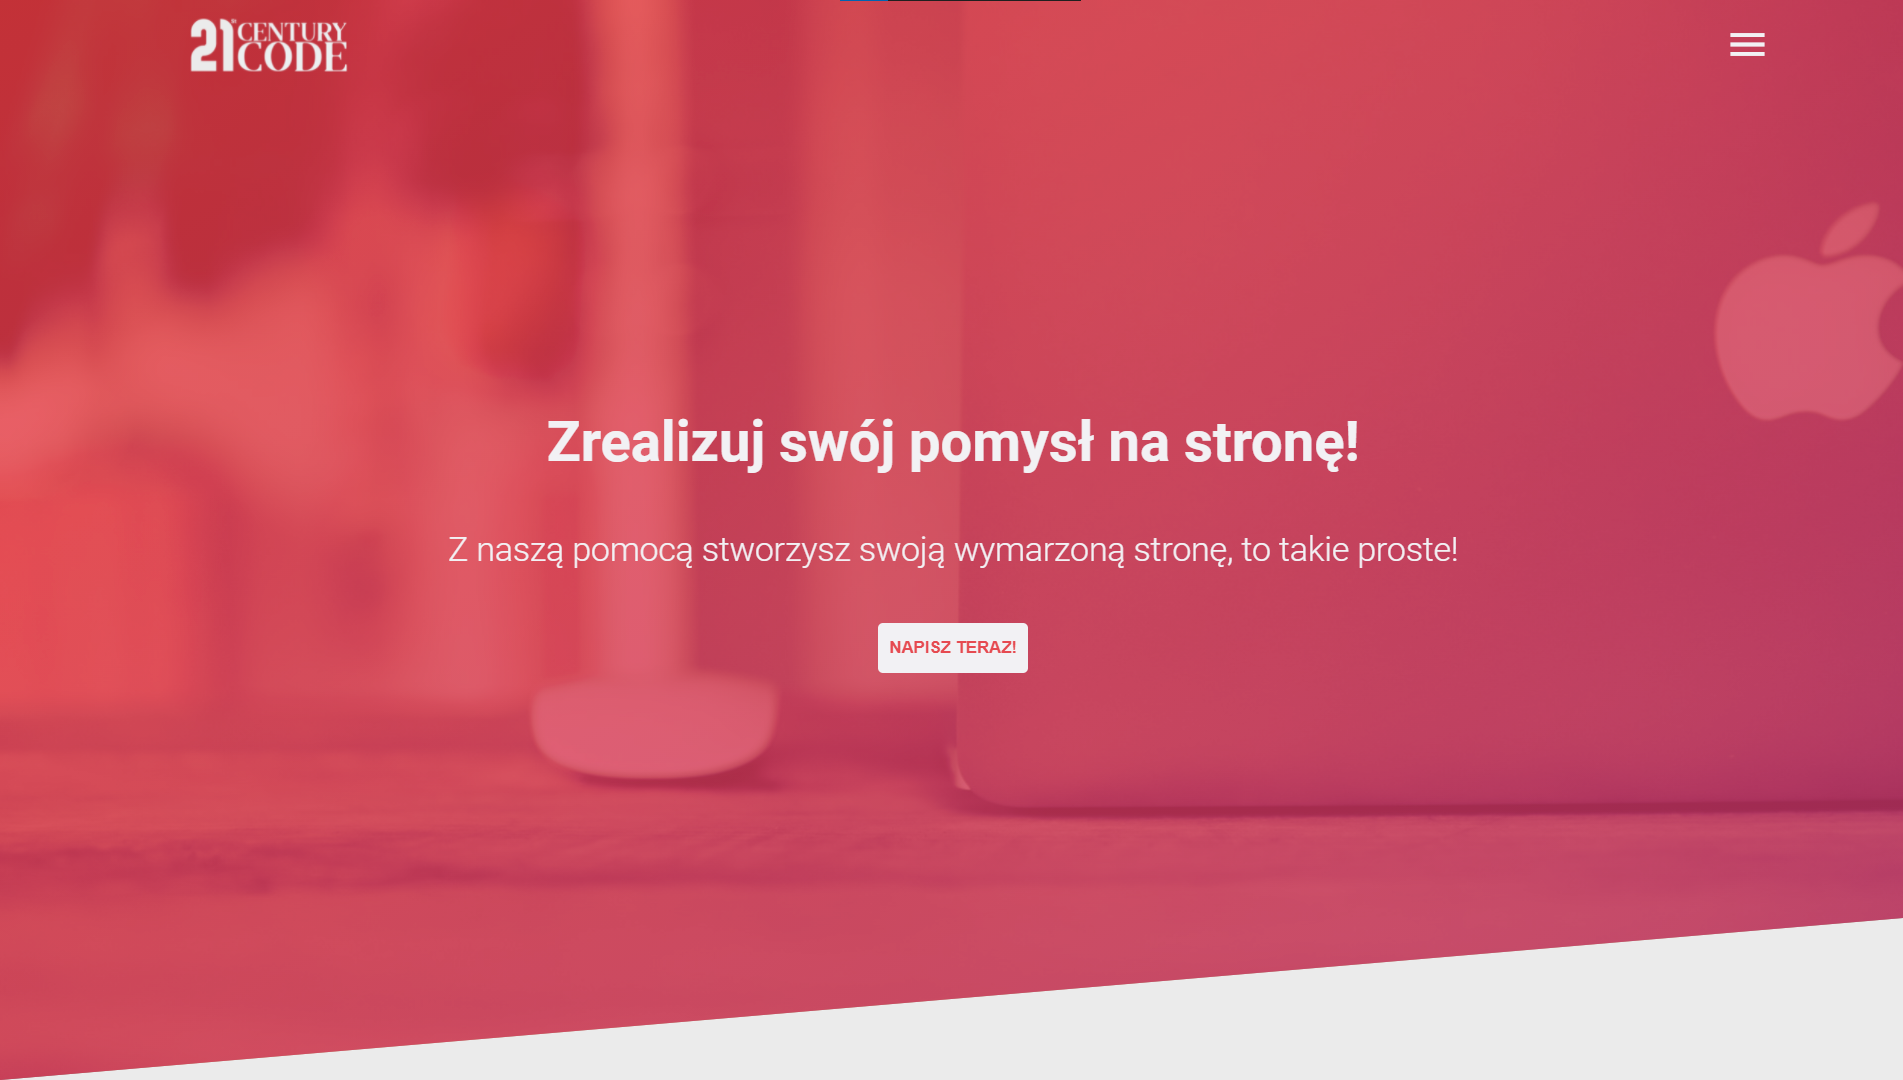 21
CENTURY
CODE
Zrealizuj swój pomysł na stronę!
Z naszą pomocą stworzysz swoją wymarzoną stronę, to takie proste!
NAPISZ TERAZ!